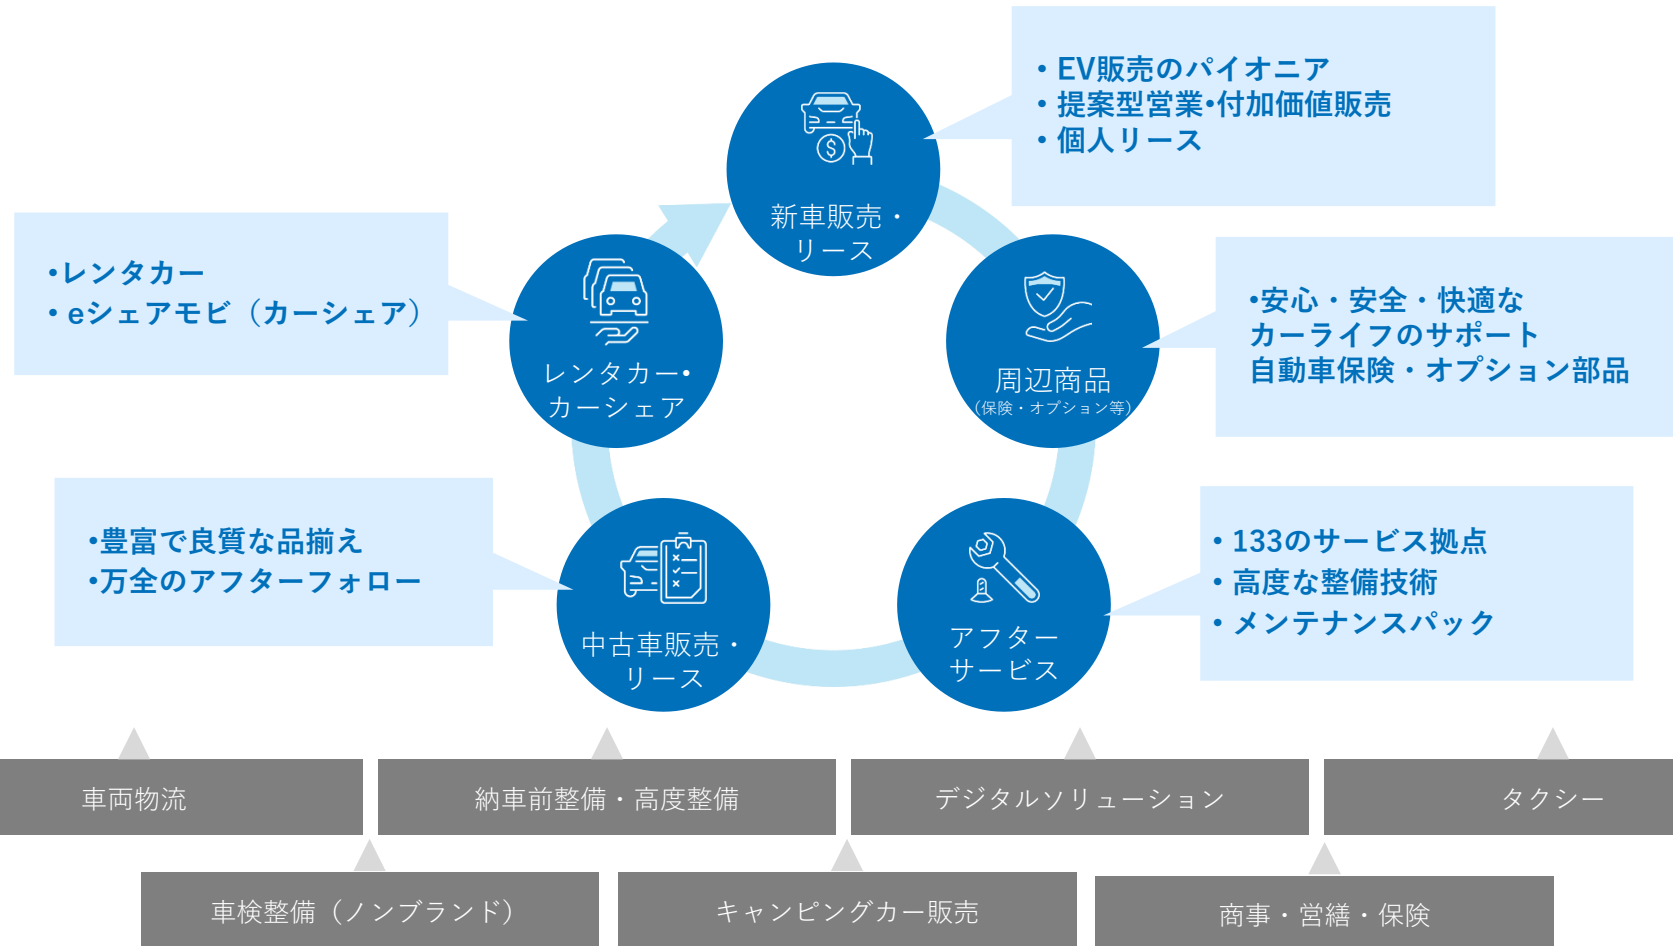 ・EV販売のパイオニア
・提案型営業•付加価値販売
・個人リース
新車販売・
リース
•レンタカー
・eシェアモビ（カーシェア）
レンタカー•
カーシェア
•安心・安全・快適な
カーライフのサポート
自動車保険・オプション部品
周辺商品
（保険・オプション等）
•豊富で良質な品揃え
•万全のアフターフォロー
中古車販売・
リース
・133のサービス拠点
・高度な整備技術
・メンテナンスパック
アフター
サービス
車両物流
納車前整備・高度整備
デジタルソリューション
タクシー
車検整備（ノンブランド）
キャンピングカー販売
商事・営繕・保険